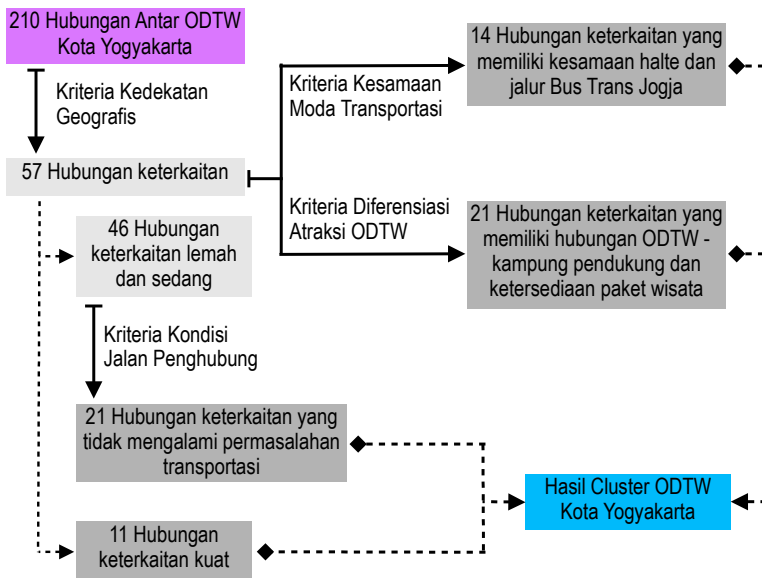 210 Hubungan Antar ODTW
Kota Yogyakarta
Kriteria Kedekatan
Geografis
57 Hubungan keterkaitan
Kriteria Kesamaan
Moda Transportasi
14 Hubungan keterkaitan yang
memiliki kesamaan halte dan
jalur Bus Trans Jogja
Kriteria Diferensiasi
Atraksi ODTW
21 Hubungan keterkaitan yang
memiliki hubungan ODTW -
kampung pendukung dan
ketersediaan paket wisata
46 Hubungan
keterkaitan lemah
dan sedang
Kriteria Kondisi
Jalan Penghubung
21 Hubungan keterkaitan yang
tidak mengalami permasalahan
transportasi
11 Hubungan
keterkaitan kuat
Hasil Cluster ODTW
Kota Yogyakarta